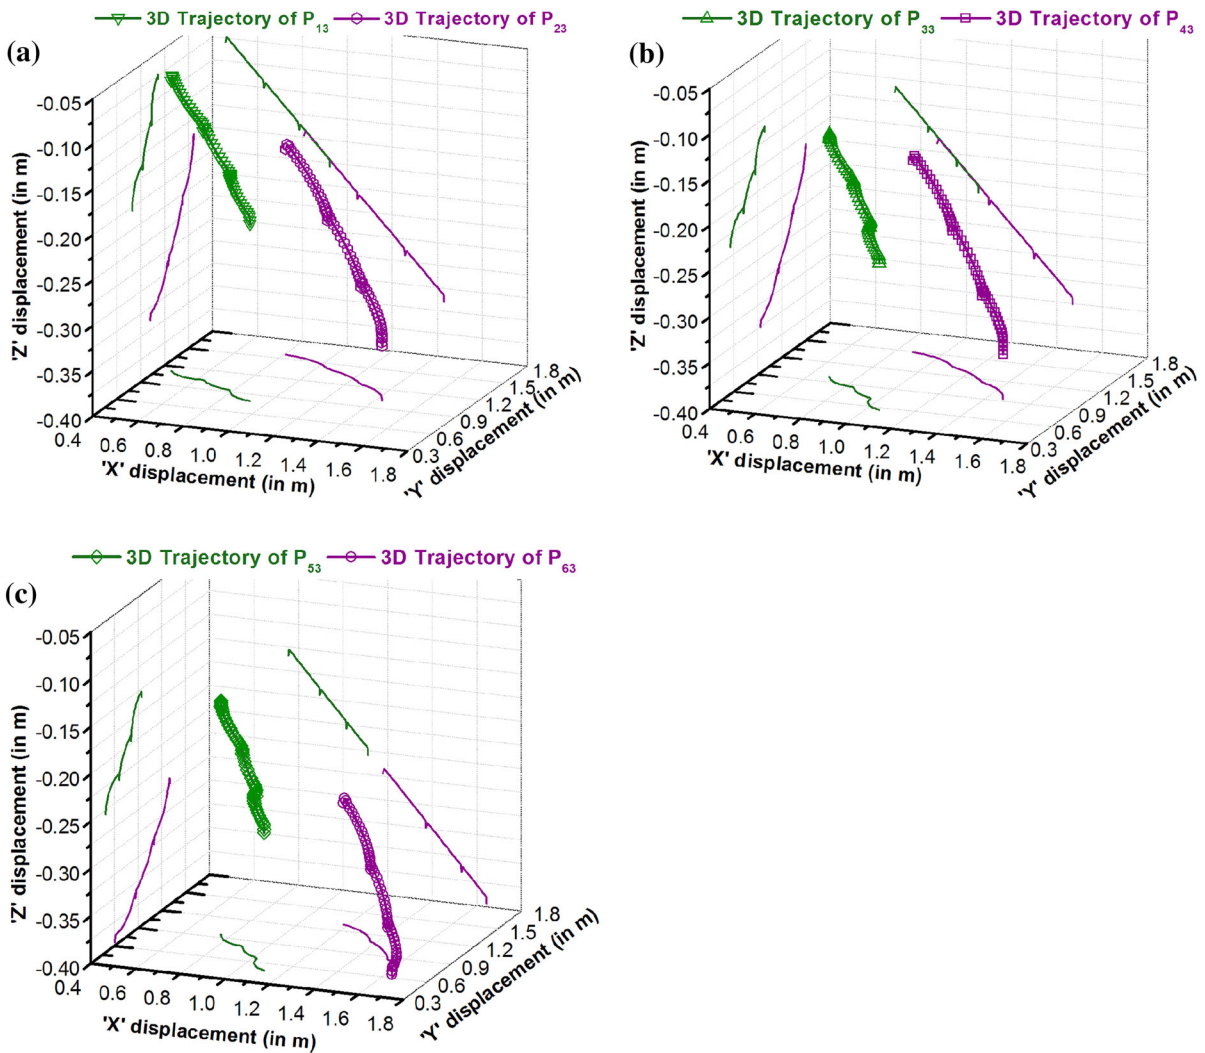 3D Trajectory of P13 3D Trajectory of P23
(a)
-0.05
-0.10
-0.15
-0.20
-0.25
-0.30
-0.35
-0.40
'Z' displacement (in m)
0.4 0.6 0.8 1.0 1.2 1.4 1.6 1.8
'X' displacement (in m)
0.3 0.6 0.9 1.2 1.5 1.8
'Y' displacement (in m)
3D Trajectory of P33 3D Trajectory of P43
(b)
-0.05
-0.10
-0.15
-0.20
-0.25
-0.30
-0.35
-0.40
'Z' displacement (in m)
0.4 0.6 0.8 1.0 1.2 1.4 1.6 1.8
'X' displacement (in m)
0.3 0.6 0.9 1.2 1.5 1.8
'Y' displacement (in m)
3D Trajectory of P53 3D Trajectory of P63
(c)
-0.05
-0.10
-0.15
-0.20
-0.25
-0.30
-0.35
-0.40
'Z' displacement (in m)
0.4 0.6 0.8 1.0 1.2 1.4 1.6 1.8
'X' displacement (in m)
0.3 0.6 0.9 1.2 1.5 1.8
'Y' displacement (in m)